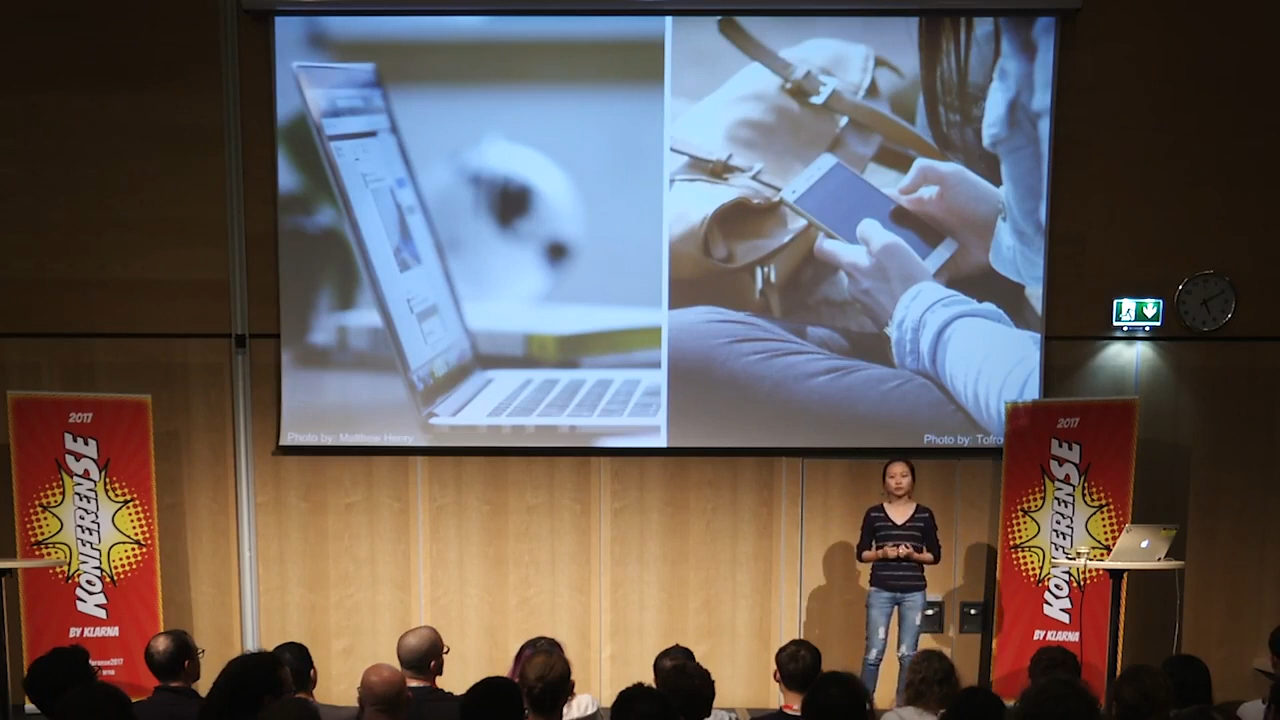 Photo by: Matthew Henry
Photo by: Tofro
2017
KONFERENSE
BY KLARNA
2017
KONFERENSE
BY KLARNA